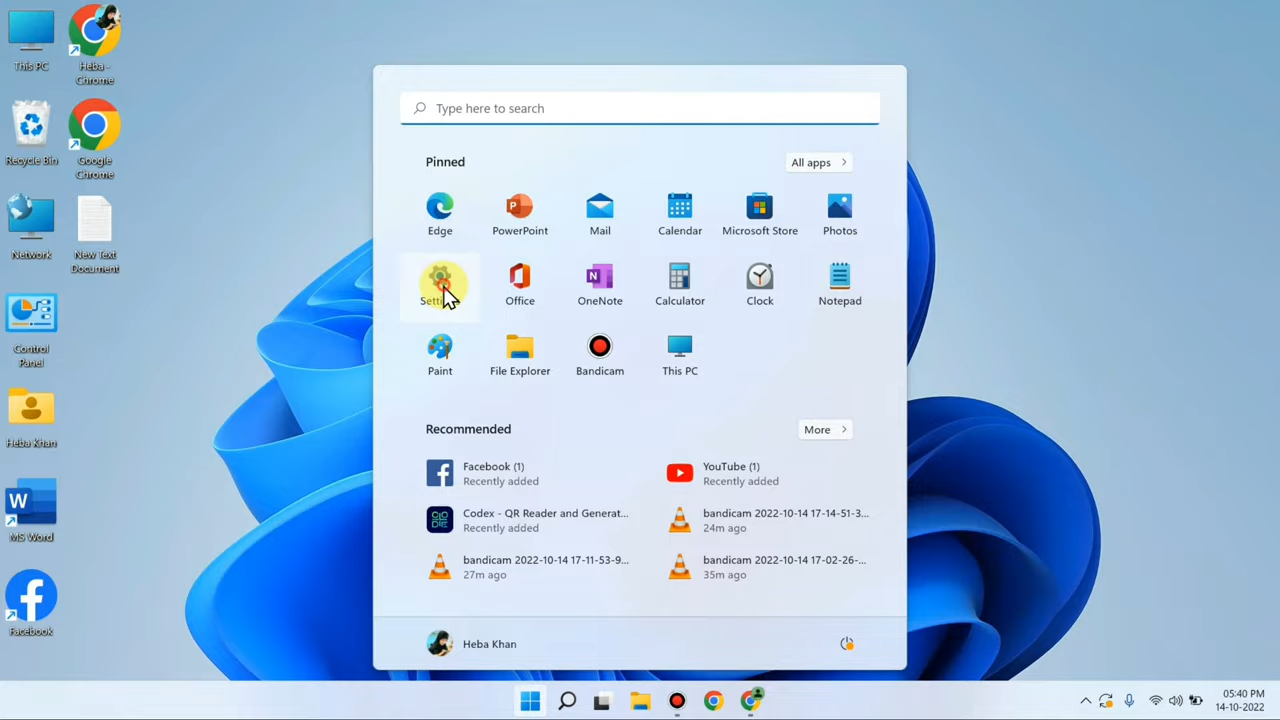 This PC
Heba -
Chrome
Recycle Bin
Google
Chrome
Network
New Text
Document
Control
Panel
Heba Khan
MS Word
Facebook
Type here to search
Pinned
All apps
Edge
PowerPoint
Mail
Calendar
Microsoft Store
Photos
Office
OneNote
Calculator
Clock
Notepad
Paint
File Explorer
Bandicam
This PC
Recommended
More
Facebook (1)
Recently added
YouTube (1)
Recently added
Codex - QR Reader and Generat...
Recently added
bandicam 2022-10-14 17-14-51-3...
24m ago
bandicam 2022-10-14 17-11-53-9...
27m ago
bandicam 2022-10-14 17-02-26-...
35m ago
Heba Khan
05:40 PM
14-10-2022